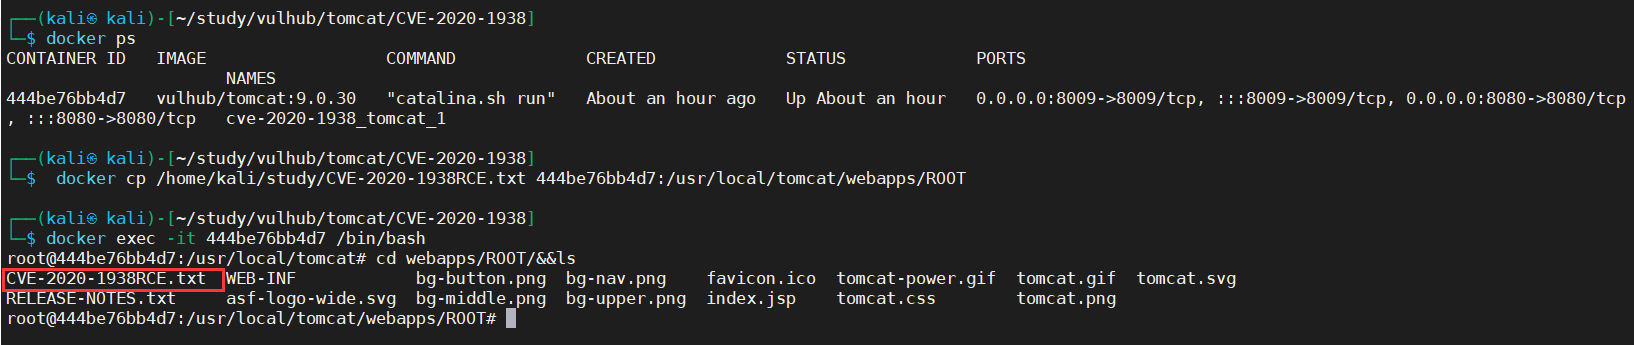 ┌──(kali㉿ kali)-[~/study/vulhub/tomcat/CVE-2020-1938]
└─$ docker ps
CONTAINER ID   IMAGE                  COMMAND             CREATED             STATUS             PORTS
                      NAMES
444be76bb4d7   vulhub/tomcat:9.0.30   "catalina.sh run"   About an hour ago   Up About an hour   0.0.0.0:8009->8009/tcp, :::8009->8009/tcp, 0.0.0.0:8080->8080/tcp
, :::8080->8080/tcp   cve-2020-1938_tomcat_1
┌──(kali㉿ kali)-[~/study/vulhub/tomcat/CVE-2020-1938]
└─$  docker cp /home/kali/study/CVE-2020-1938RCE.txt 444be76bb4d7:/usr/local/tomcat/webapps/ROOT
┌──(kali㉿ kali)-[~/study/vulhub/tomcat/CVE-2020-1938]
└─$ docker exec -it 444be76bb4d7 /bin/bash
root@444be76bb4d7:/usr/local/tomcat# cd webapps/ROOT/&&ls
CVE-2020-1938RCE.txt  WEB-INF            bg-button.png  bg-nav.png    favicon.ico  tomcat-power.gif  tomcat.gif  tomcat.svg
RELEASE-NOTES.txt     asf-logo-wide.svg  bg-middle.png  bg-upper.png  index.jsp    tomcat.css        tomcat.png
root@444be76bb4d7:/usr/local/tomcat/webapps/ROOT#